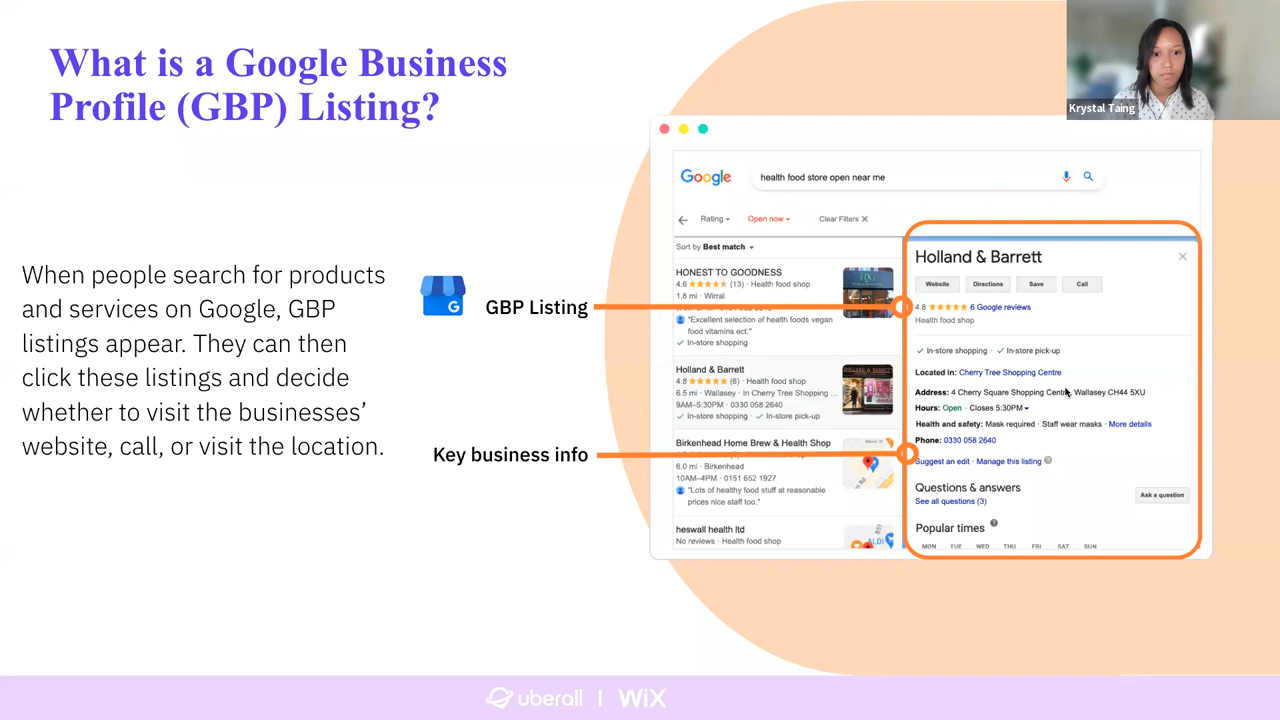 What is a Google Business
Profile (GBP) Listing?
Krystal Taing
When people search for products
and services on Google, GBP
listings appear. They can then
click these listings and decide
whether to visit the businesses’
website, call, or visit the location.
G
GBP Listing
Key business info
Google
health food store open near me
Rating
Open now
Clear Filters ✕
Sort by Best match
HONEST TO GOODNESS
4.6 ★★★★★ (13) · Health food shop
1.8 mi · Wirral
"Excellent selection of health foods vegan
food vitamins ect."
✓ In-store shopping
Holland & Barrett
4.8 ★★★★★ (6) · Health food shop
6.5 mi · Wallasey · In Cherry Tree Shopping ...
9AM–5:30PM · 0330 058 2640
✓ In-store shopping · ✓ In-store pick-up
Birkenhead Home Brew & Health Shop
6.0 mi · Birkenhead
10AM–4PM · 0151 652 1927
"Lots of healthy food stuff at reasonable
prices nice staff too."
heswall health ltd
No reviews · Health food shop
ALDI
Holland & Barrett
Website
Directions
Save
Call
4.8 ★★★★★ 6 Google reviews
Health food shop
✓ In-store shopping · ✓ In-store pick-up
Located in: Cherry Tree Shopping Centre
Address: 4 Cherry Square Shopping Centre, Wallasey CH44 5XU
Hours: Open · Closes 5:30PM
Health and safety: Mask required · Staff wear masks · More details
Phone: 0330 058 2640
Suggest an edit · Manage this listing
Questions & answers
See all questions (3)
Ask a question
Popular times
MON TUE WED THU FRI SAT SUN
uberall | WiX